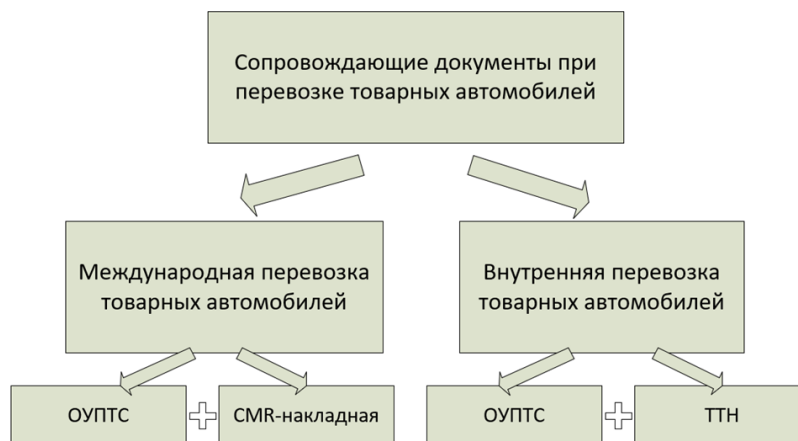 Сопровождающие документы при
перевозке товарных автомобилей
Международная перевозка
товарных автомобилей
Внутренняя перевозка
товарных автомобилей
ОУПТС
CMR-накладная
ОУПТС
ТТН